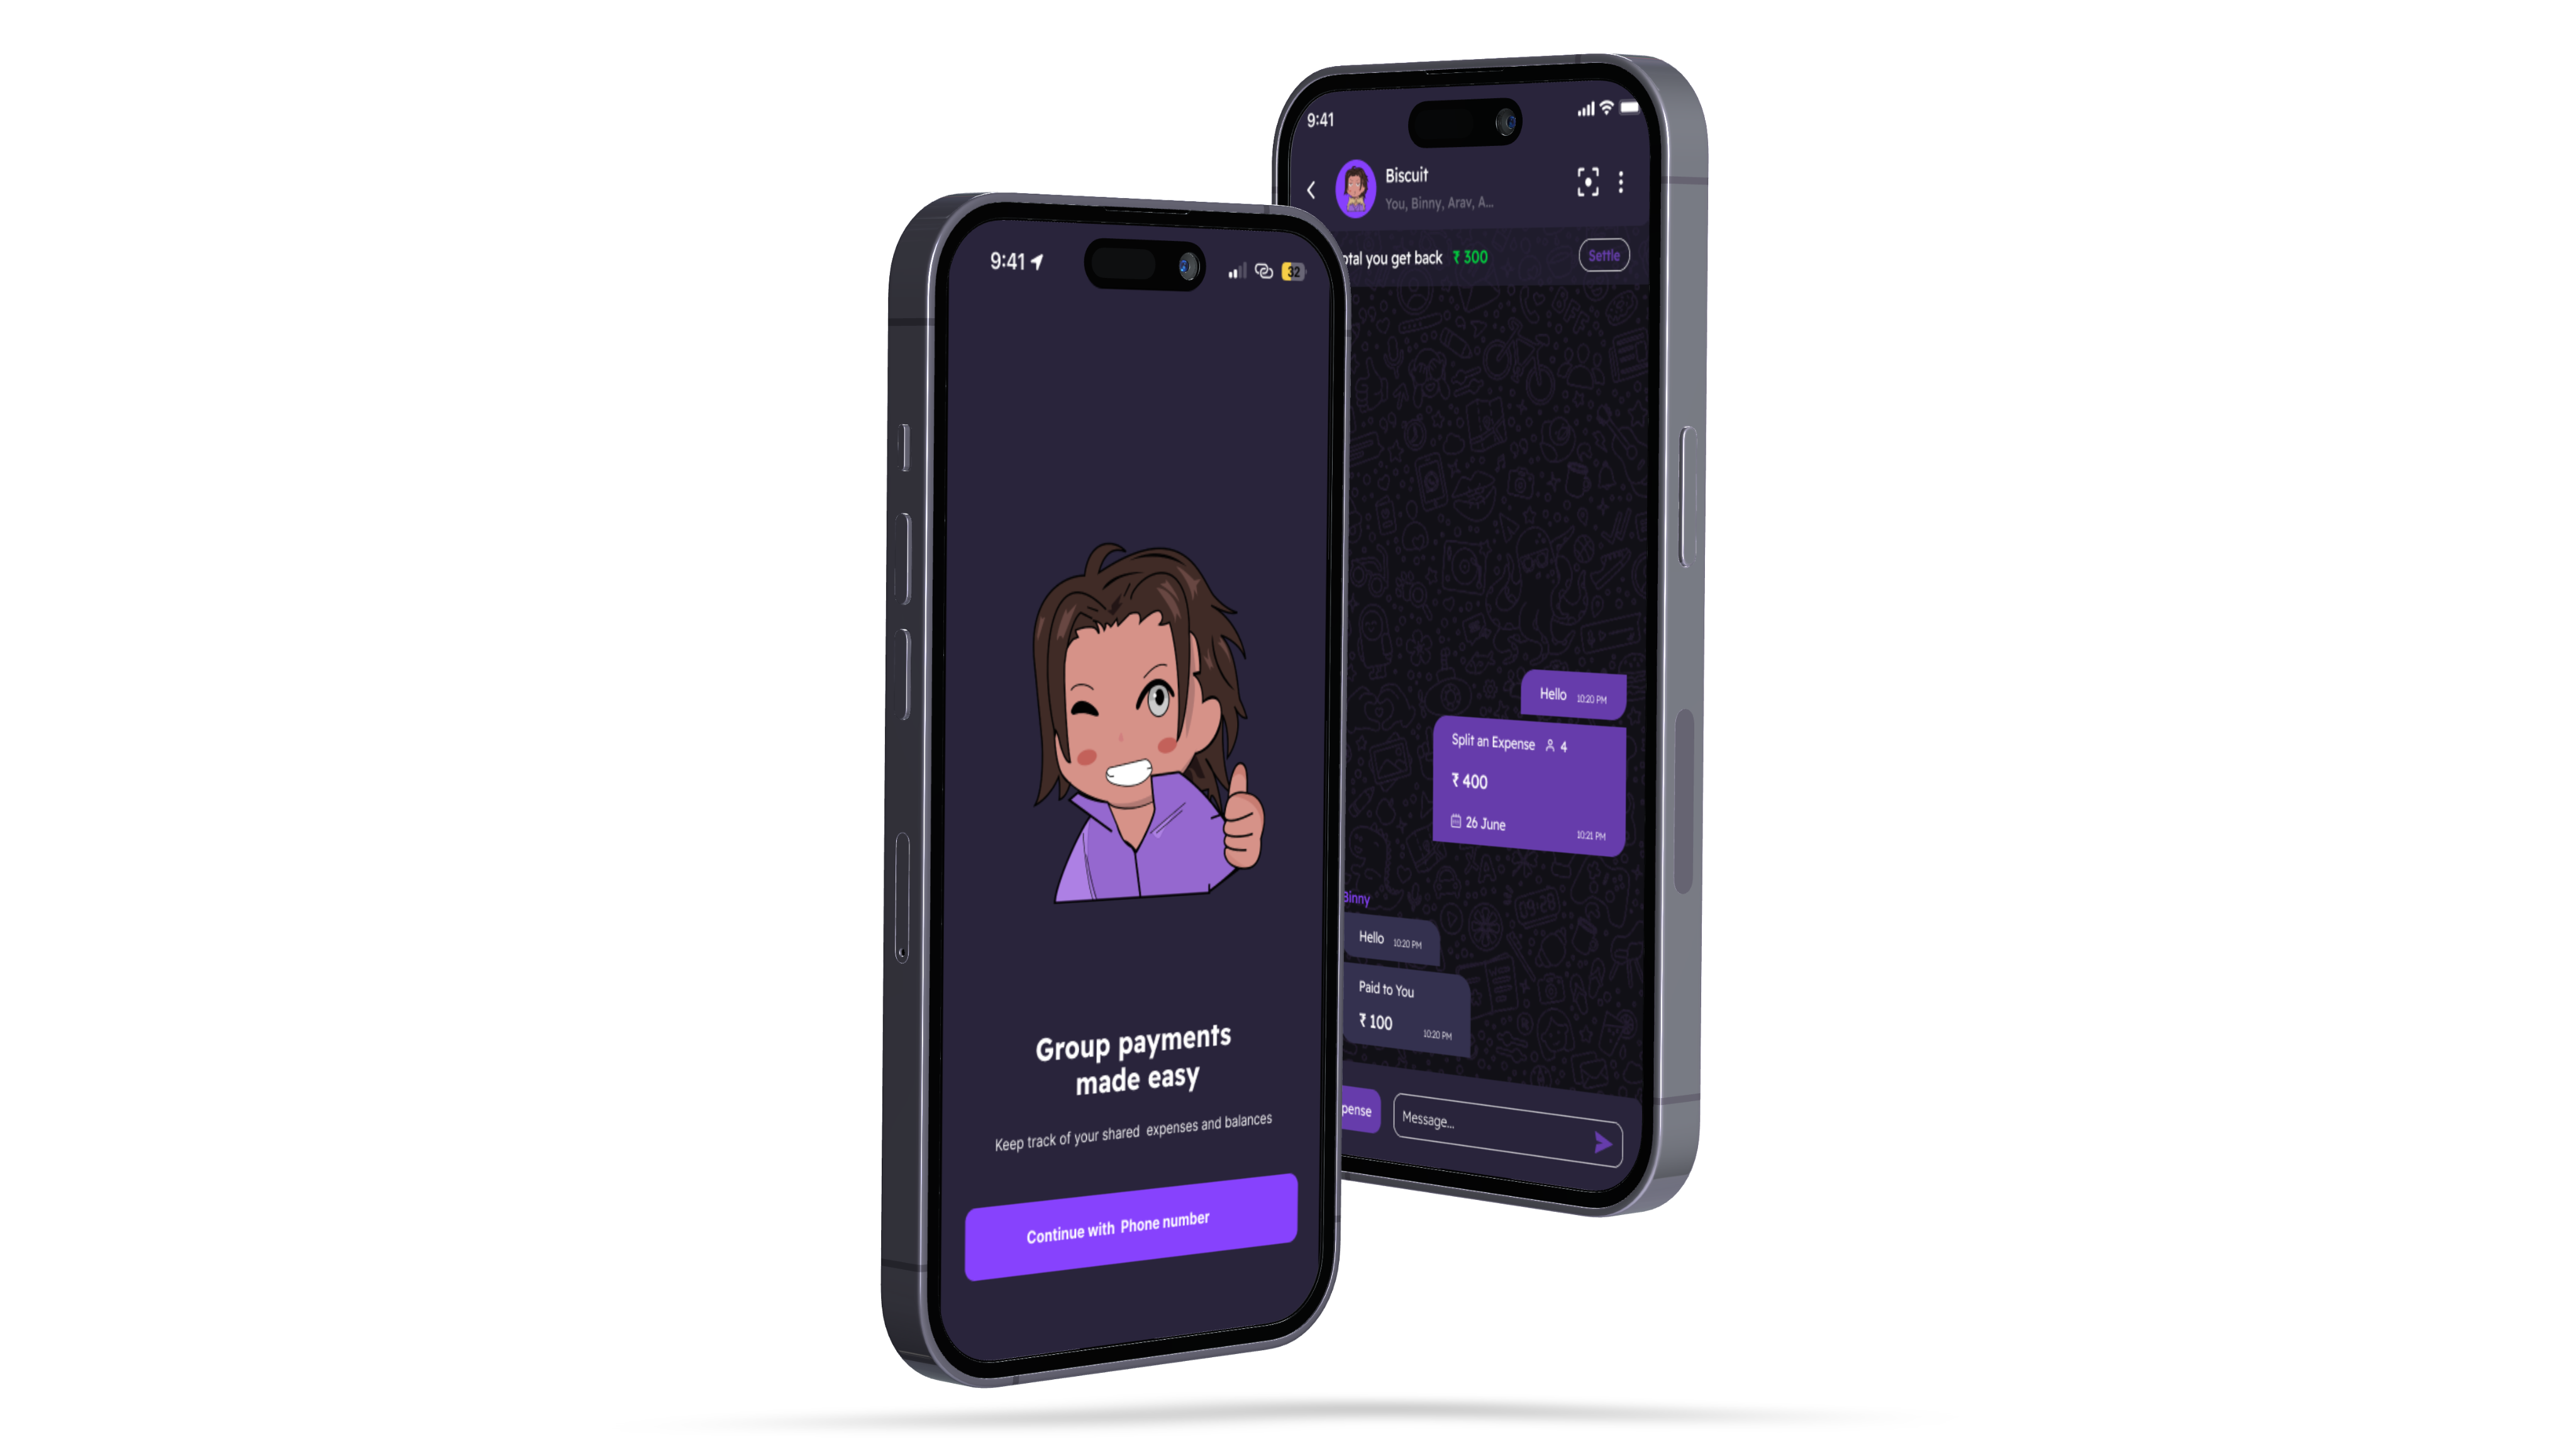 9:41
32
Group payments
made easy
Keep track of your shared expenses and balances
Continue with Phone number
9:41
Biscuit
You, Binny, Arav, A...
otal you get back ₹ 300
Settle
Hello 10:20 PM
Split an Expense 4
₹ 400
26 June
10:21 PM
Binny
Hello 10:20 PM
Paid to You
₹ 100
10:20 PM
pense
Message...